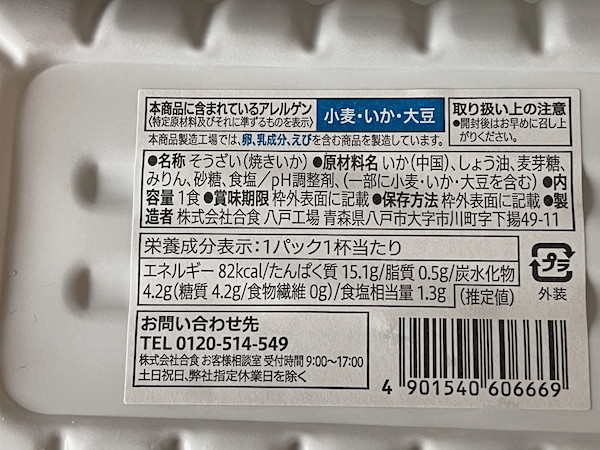 本商品に含まれているアレルゲン
(特定原材料及びそれに準ずるものを表示)
小麦・いか・大豆
取り扱い上の注意
●開封後はお早めに召し上
がりください。
本商品製造工場では、卵、乳成分、えびを含む商品を製造しています。
●名称 そうざい(焼きいか) ●原材料名 いか(中国)、しょう油、麦芽糖、
みりん、砂糖、食塩/pH調整剤、(一部に小麦・いか・大豆を含む) ●内
容量 1食 ●賞味期限 枠外表面に記載 ●保存方法 枠外表面に記載 ●製
造者 株式会社合食 八戸工場 青森県八戸市大字市川町字下揚49-11
栄養成分表示:1パック1杯当たり
エネルギー 82kcal/たんぱく質 15.1g/脂質 0.5g/炭水化物
4.2g(糖質 4.2g/食物繊維 0g)/食塩相当量 1.3g (推定値)
プラ
外装
お問い合わせ先
TEL 0120-514-549
株式会社合食 お客様相談室 受付時間 9:00～17:00
土日祝日、弊社指定休業日を除く
4 901540 606669